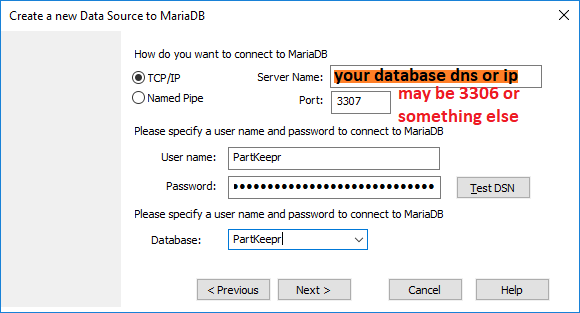 Create a new Data Source to MariaDB
How do you want to connect to MariaDB
TCP/IP
Server Name: your database dns or ip
Named Pipe
Port: 3307
may be 3306 or
something else
Please specify a user name and password to connect to MariaDB
User name: PartKeepr
Password: ••••••••••••••••••••••••••••••
Test DSN
Please specify a user name and password to connect to MariaDB
Database: PartKeepr
< Previous
Next >
Cancel
Help